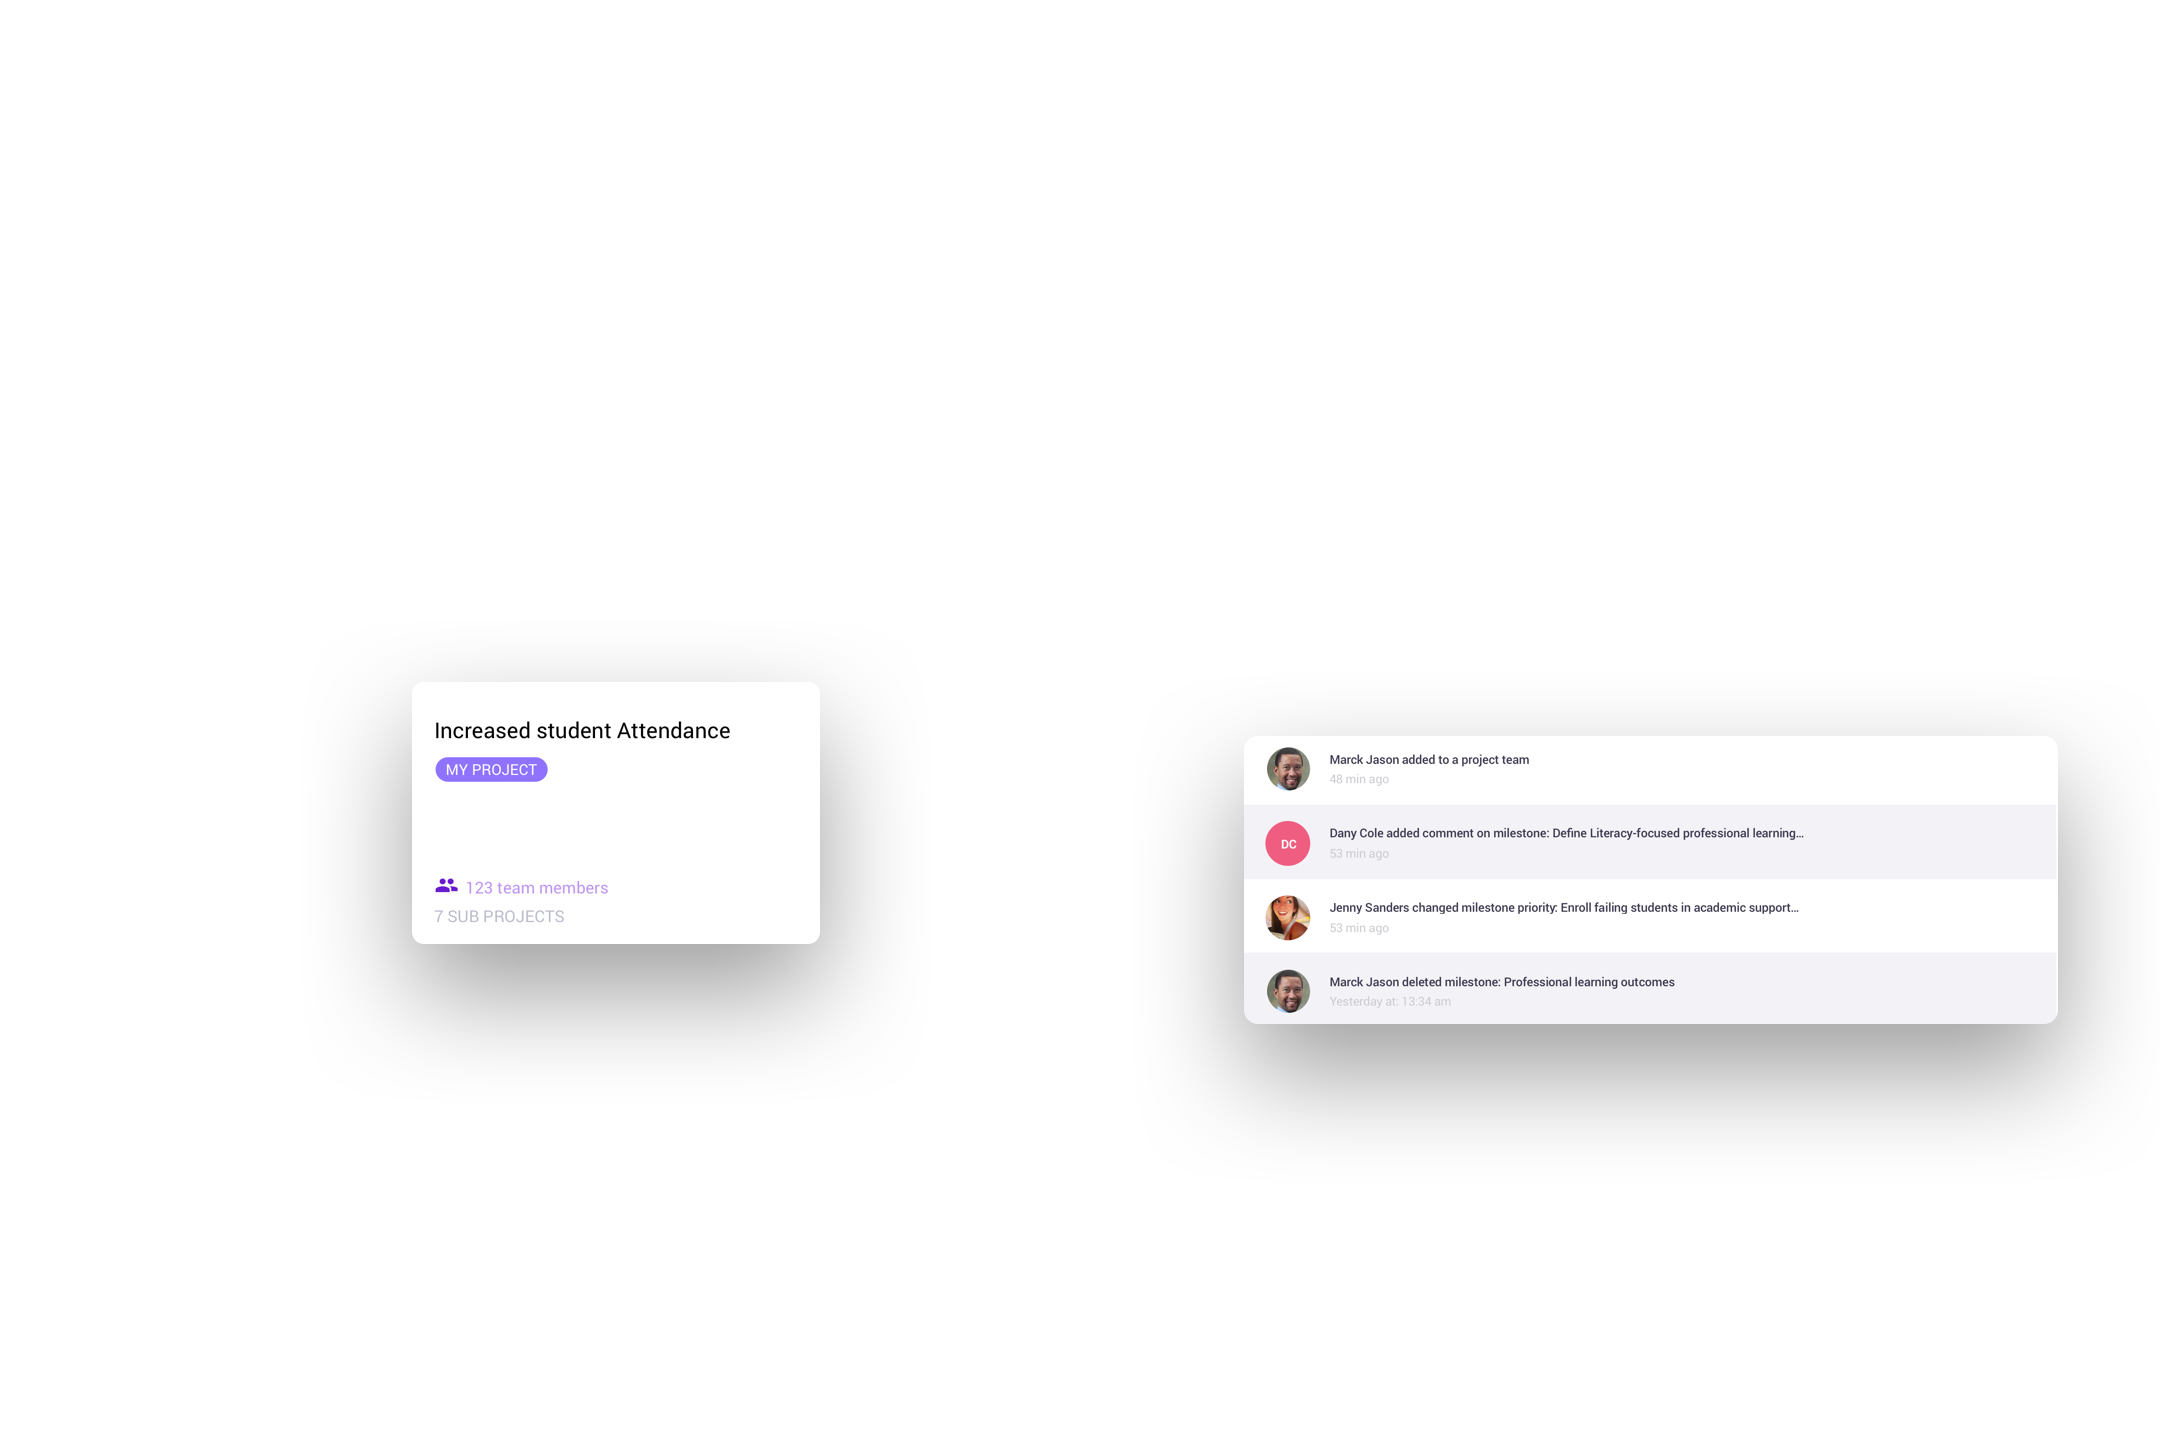 Increased student Attendance
MY PROJECT
123 team members
7 SUB PROJECTS
Marck Jason added to a project team
48 min ago
DC
Dany Cole added comment on milestone: Define Literacy-focused professional learning...
53 min ago
Jenny Sanders changed milestone priority: Enroll failing students in academic support...
53 min ago
Marck Jason deleted milestone: Professional learning outcomes
Yesterday at: 13:34 am